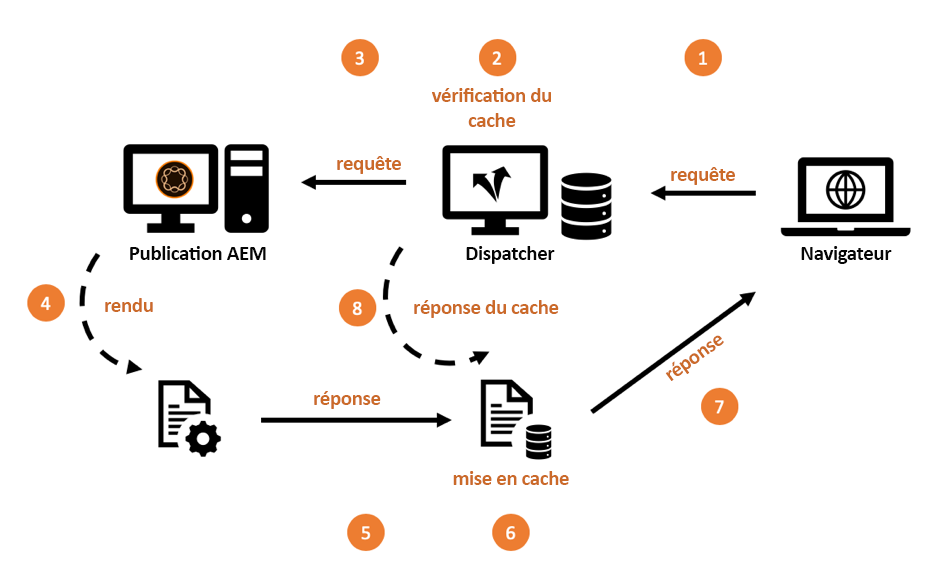 3
2
1
vérification du
cache
requête
requête
Publication AEM
Dispatcher
Navigateur
4
rendu
8
réponse du cache
réponse
7
réponse
mise en cache
5
6